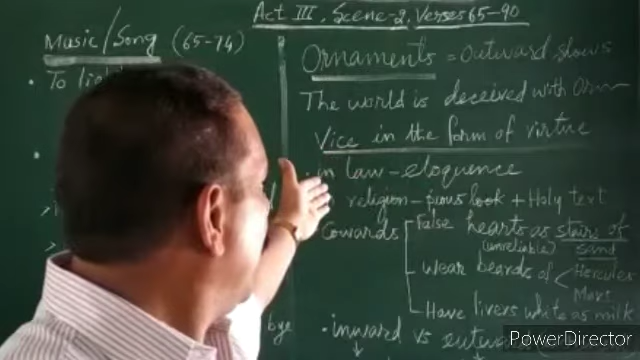 Act III, Scene-2, Verses 65-90
Music/Song (65-74)
• To
Ornaments = Outward shows
The world is deceived with Orn
Vice in the form of virtue
in law - eloquence
religion - pious look + Holy text
Cowards
False hearts as stairs of sand
(unreliable)
Wear beards of < Hercules
Mars
Have livers white as milk
bye
• inward vs
PowerDirector